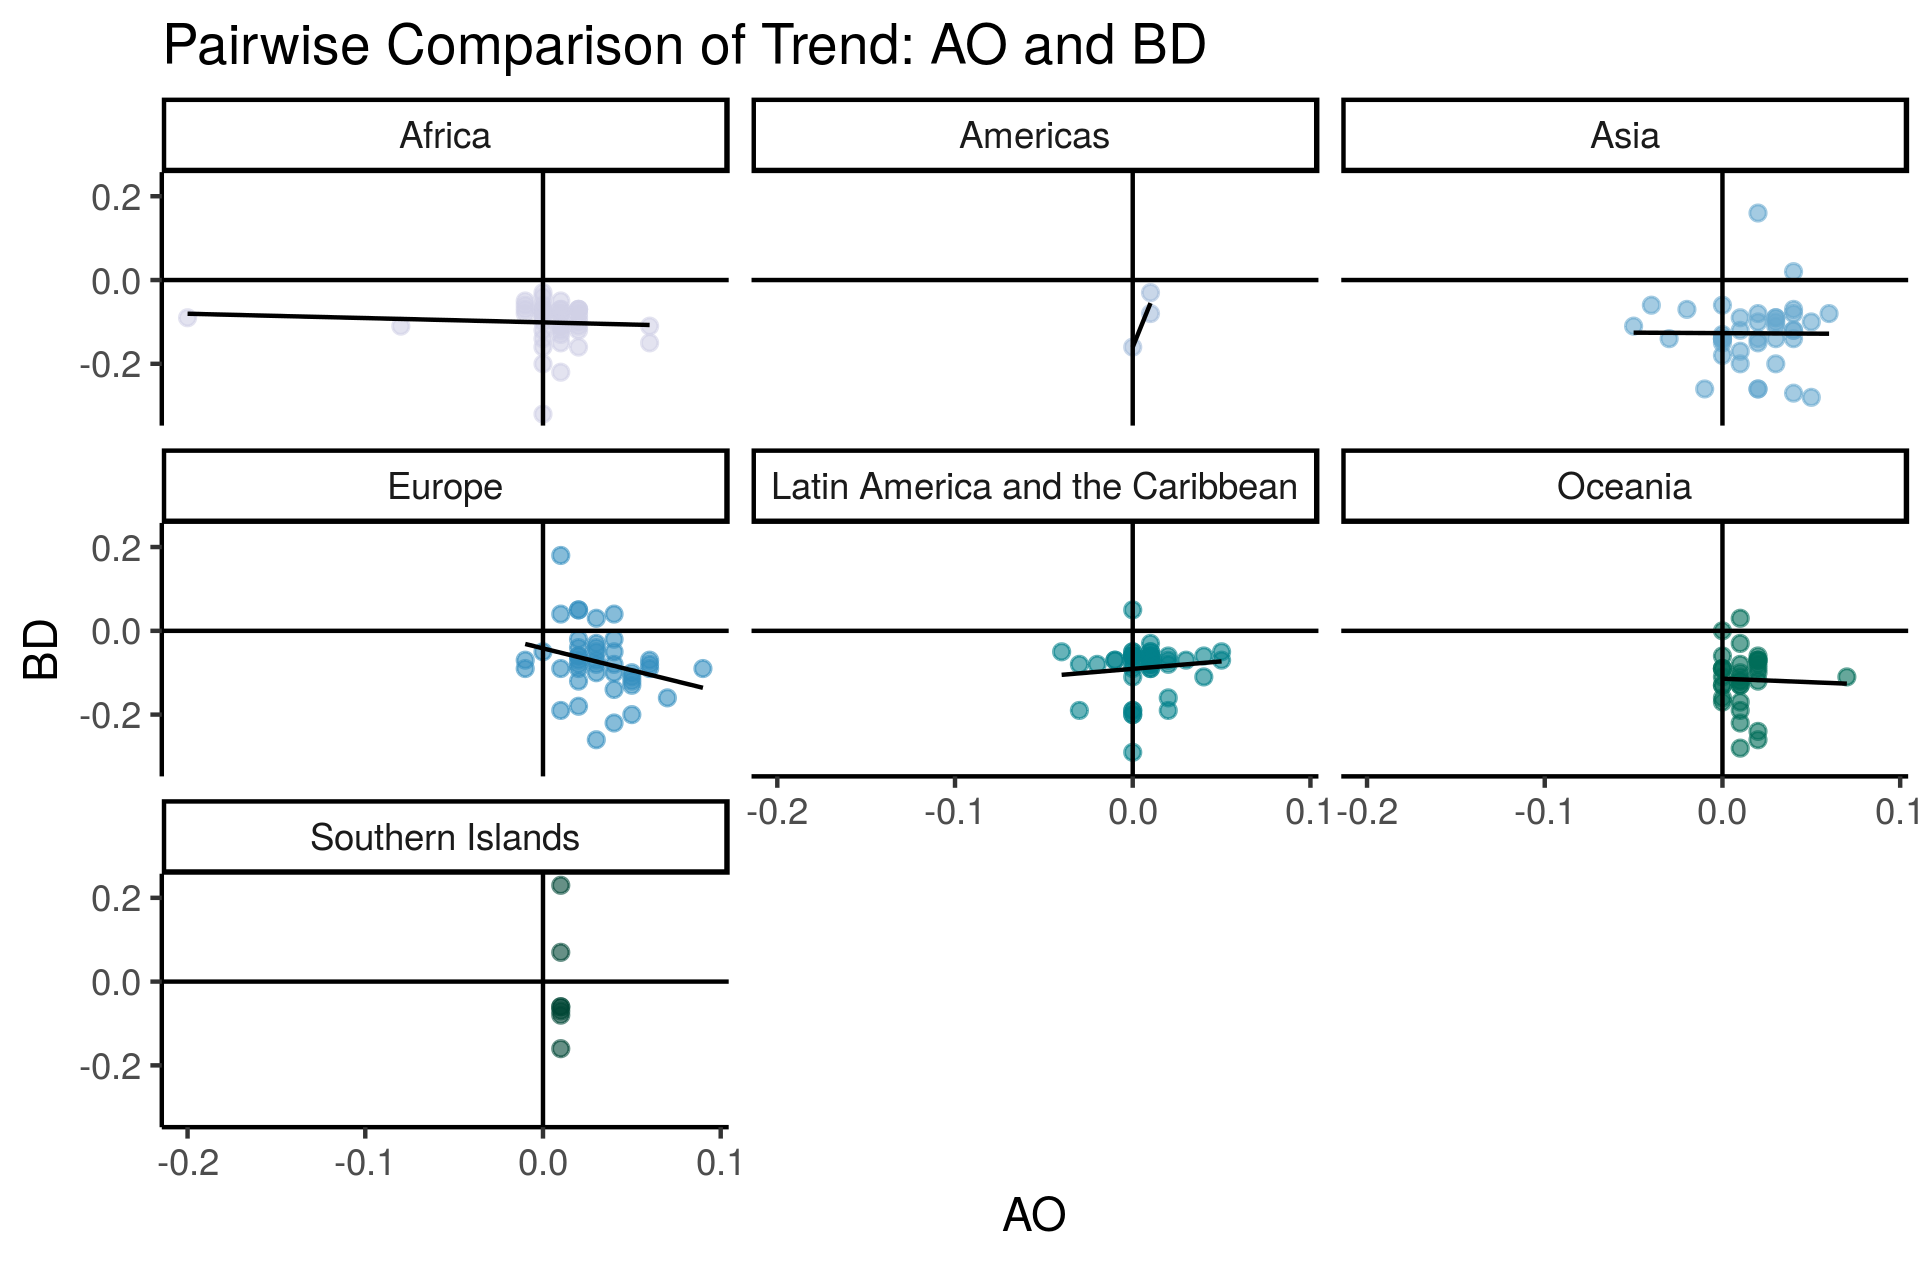 Pairwise Comparison of Trend: AO and BD
Africa
Americas
Asia
0.2
0.0
-0.2
Europe
Latin America and the Caribbean
Oceania
0.2
0.0
-0.2
-0.2 -0.1 0.0 0.1
-0.2 -0.1 0.0 0.1
Southern Islands
0.2
0.0
-0.2
-0.2 -0.1 0.0 0.1
BD
AO